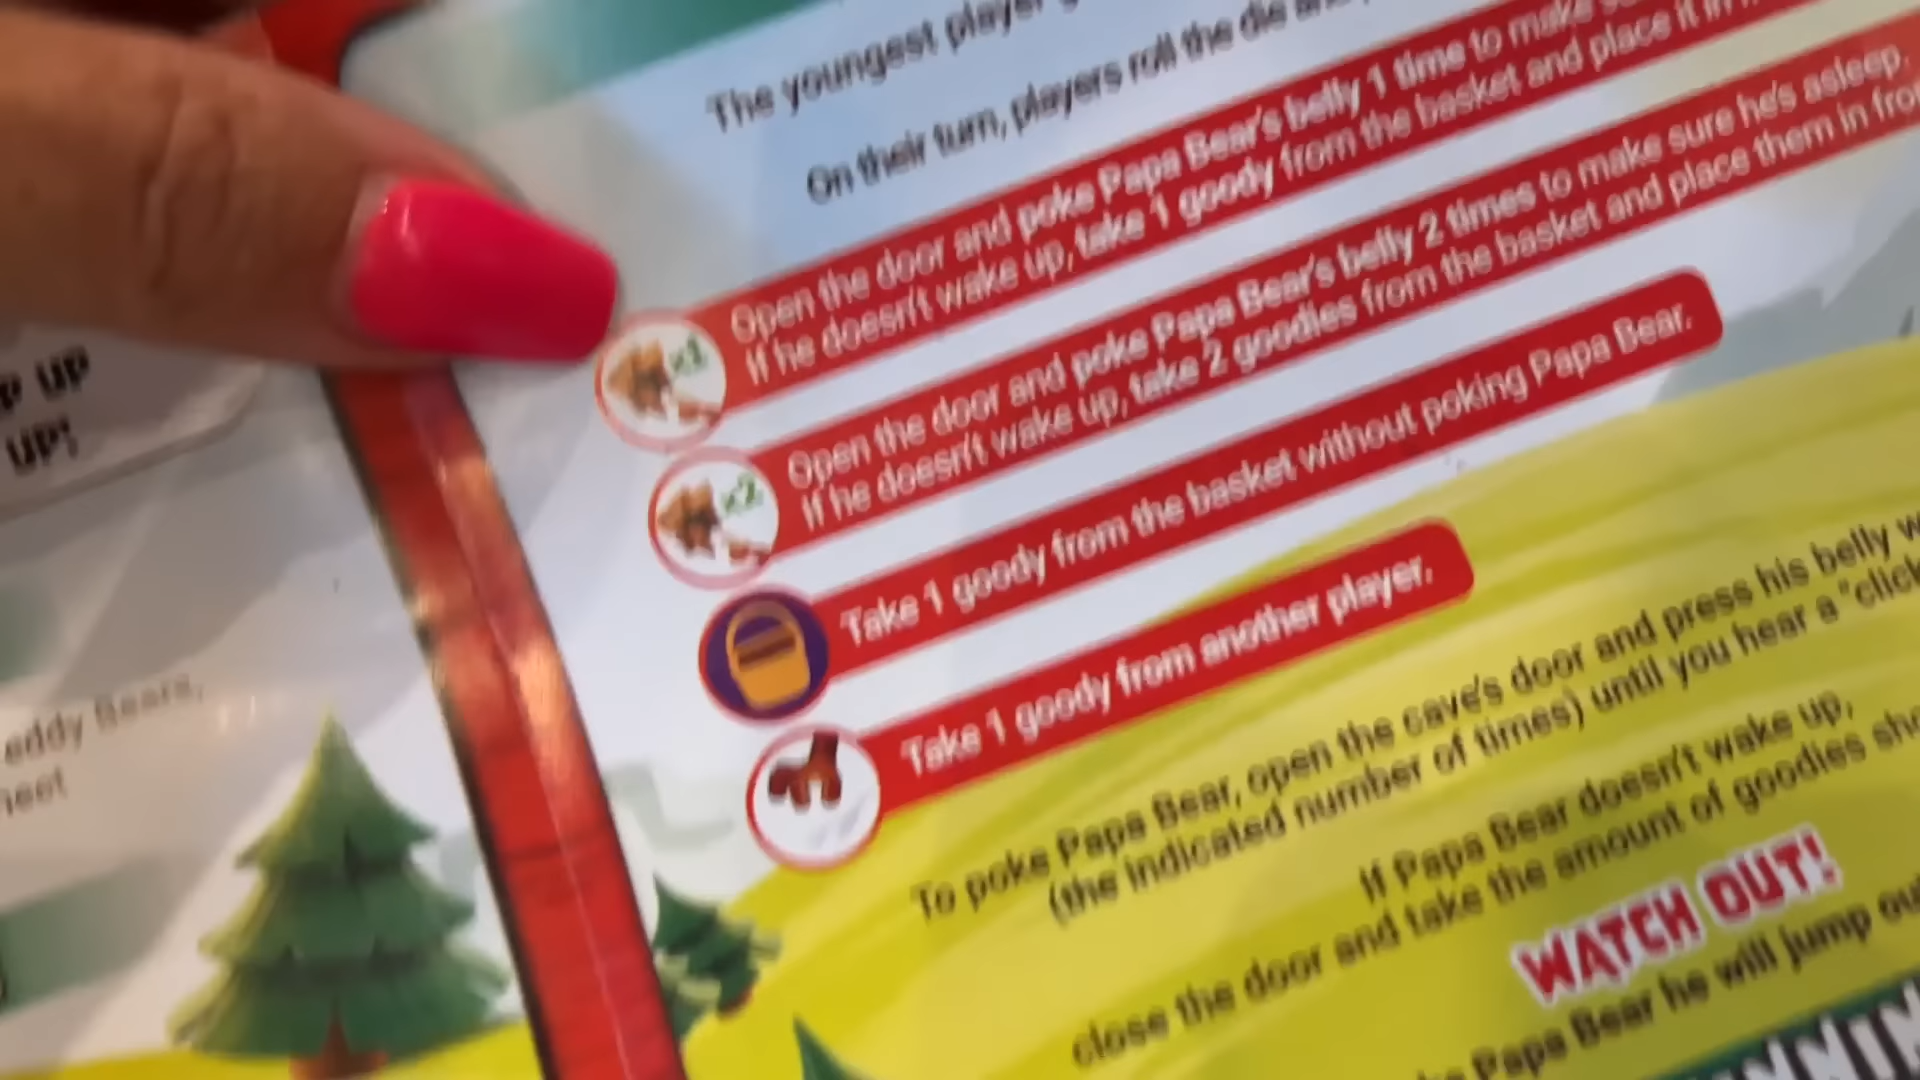 The youngest player
On their turn, players roll the die and
Open the door and poke Papa Bear's belly 1 time to make
If he doesn't wake up, take 1 goody from the basket and place it in
x1
Open the door and poke Papa Bear's belly 2 times to make sure he's asleep.
If he doesn't wake up, take 2 goodies from the basket and place them in
x2
Take 1 goody from the basket without poking Papa Bear.
Take 1 goody from another player.
To poke Papa Bear, open the cave's door and press his belly
(the indicated number of times) until you hear a "click
If Papa Bear doesn't wake up,
close the door and take the amount of goodies
WATCH OUT!
Papa Bear he will jump
P UP
UP!
eddy Bears,